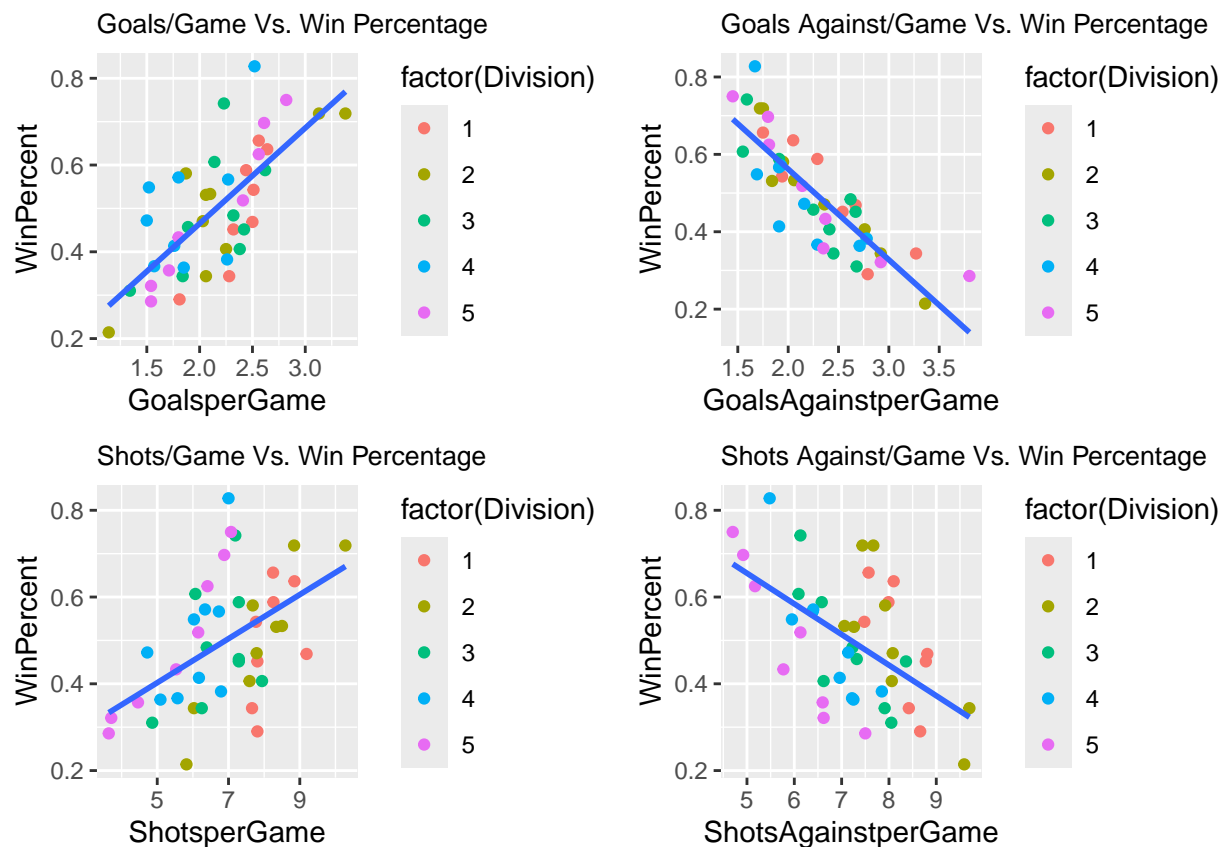 Goals/Game Vs. Win Percentage
WinPercent
0.8
0.6
0.4
0.2
1.5 2.0 2.5 3.0
GoalsperGame
factor(Division)
1
2
3
4
5
Goals Against/Game Vs. Win Percentage
WinPercent
0.8
0.6
0.4
0.2
1.5 2.0 2.5 3.0 3.5
GoalsAgainstperGame
factor(Division)
1
2
3
4
5
Shots/Game Vs. Win Percentage
WinPercent
0.8
0.6
0.4
0.2
5 7 9
ShotsperGame
factor(Division)
1
2
3
4
5
Shots Against/Game Vs. Win Percentage
WinPercent
0.8
0.6
0.4
0.2
5 6 7 8 9
ShotsAgainstperGame
factor(Division)
1
2
3
4
5